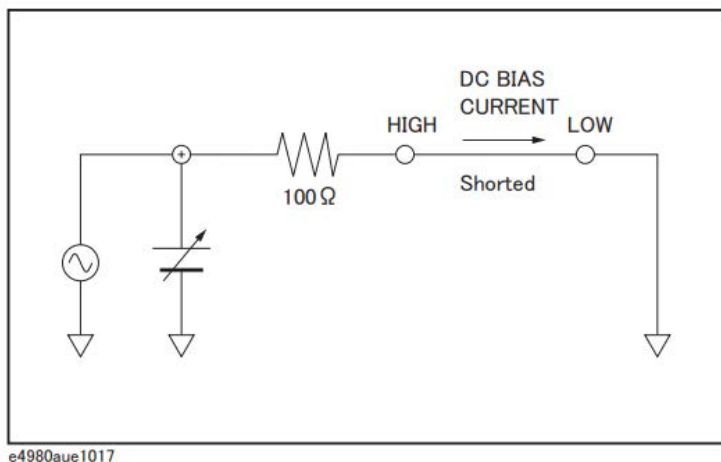 DC BIAS
CURRENT
HIGH
LOW
100Ω
Shorted
e4980aue1017